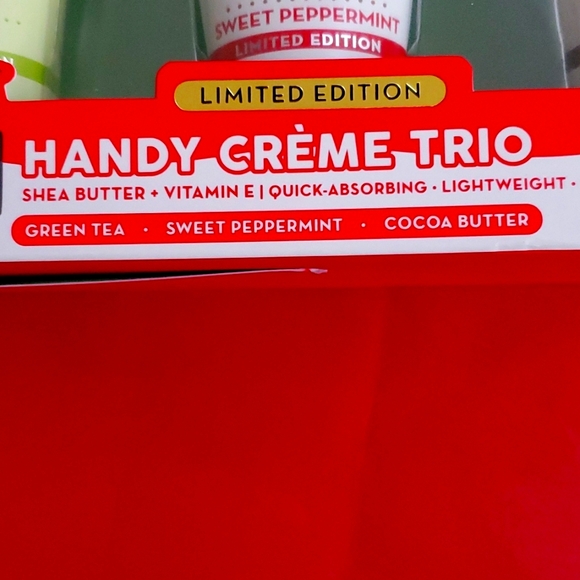 SWEET PEPPERMINT
LIMITED EDITION
LIMITED EDITION
HANDY CRÈME TRIO
SHEA BUTTER + VITAMIN E | QUICK-ABSORBING · LIGHTWEIGHT ·
GREEN TEA · SWEET PEPPERMINT · COCOA BUTTER